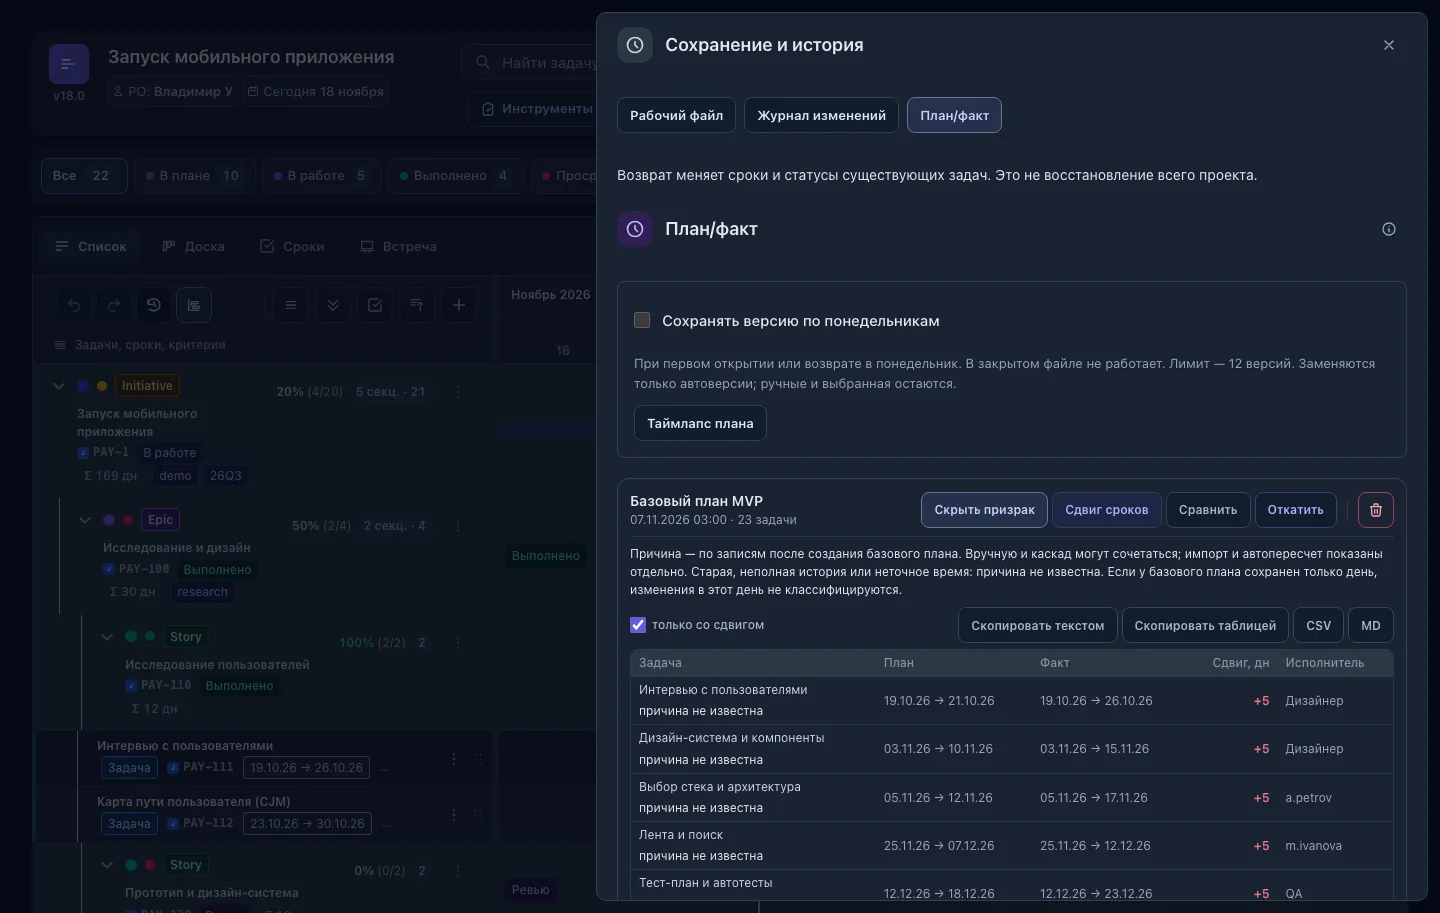 Запуск мобильного приложения
v18.0
PO: Владимир У
Сегодня 18 ноября
Найти задачу
Инструменты
Все 22
В плане 10
В работе 5
Выполнено 4
Проср
Список
Доска
Сроки
Встреча
Задачи, сроки, критерии
Ноябрь 2026
16
Initiative
20% (4/20) 5 секц. · 21
Запуск мобильного
приложения
PAY-1 В работе
Σ 169 дн demo 26Q3
Epic
50% (2/4) 2 секц. · 4
Исследование и дизайн
PAY-100 Выполнено
Σ 30 дн research
Выполнено
Story
100% (2/2) 2
Исследование пользователей
PAY-110 Выполнено
Σ 12 дн
Интервью с пользователями
Задача PAY-111 19.10.26 → 26.10.26 ...
Карта пути пользователя (CJM)
Задача PAY-112 23.10.26 → 30.10.26 ...
Story
0% (0/2) 2
Прототип и дизайн-система
Ревью
Сохранение и история
Рабочий файл
Журнал изменений
План/факт
Возврат меняет сроки и статусы существующих задач. Это не восстановление всего проекта.
План/факт
Сохранять версию по понедельникам
При первом открытии или возврате в понедельник. В закрытом файле не работает. Лимит — 12 версий. Заменяются
только автоверсии; ручные и выбранная остаются.
Таймлапс плана
Базовый план MVP
07.11.2026 03:00 · 23 задачи
Скрыть призрак
Сдвиг сроков
Сравнить
Откатить
Причина — по записям после создания базового плана. Вручную и каскад могут сочетаться; импорт и автопересчет показаны
отдельно. Старая, неполная история или неточное время: причина не известна. Если у базового плана сохранен только день,
изменения в этот день не классифицируются.
только со сдвигом
Скопировать текстом
Скопировать таблицей
CSV
MD
Задача План Факт Сдвиг, дн Исполнитель
Интервью с пользователями
причина не известна
19.10.26 → 21.10.26 19.10.26 → 26.10.26 +5 Дизайнер
Дизайн-система и компоненты
причина не известна
03.11.26 → 10.11.26 03.11.26 → 15.11.26 +5 Дизайнер
Выбор стека и архитектура
причина не известна
05.11.26 → 12.11.26 05.11.26 → 17.11.26 +5 a.petrov
Лента и поиск
причина не известна
25.11.26 → 07.12.26 25.11.26 → 12.12.26 +5 m.ivanova
Тест-план и автотесты
12.12.26 → 18.12.26 12.12.26 → 23.12.26 +5 QA